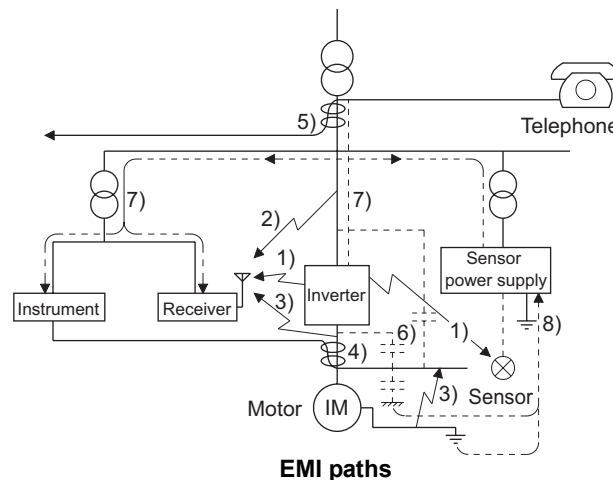 5)
Telephone
7)
2)
7)
1)
Sensor
power supply
Instrument
Receiver
3)
Inverter
1)
8)
6)
4)
3)
Sensor
Motor
IM
EMI paths